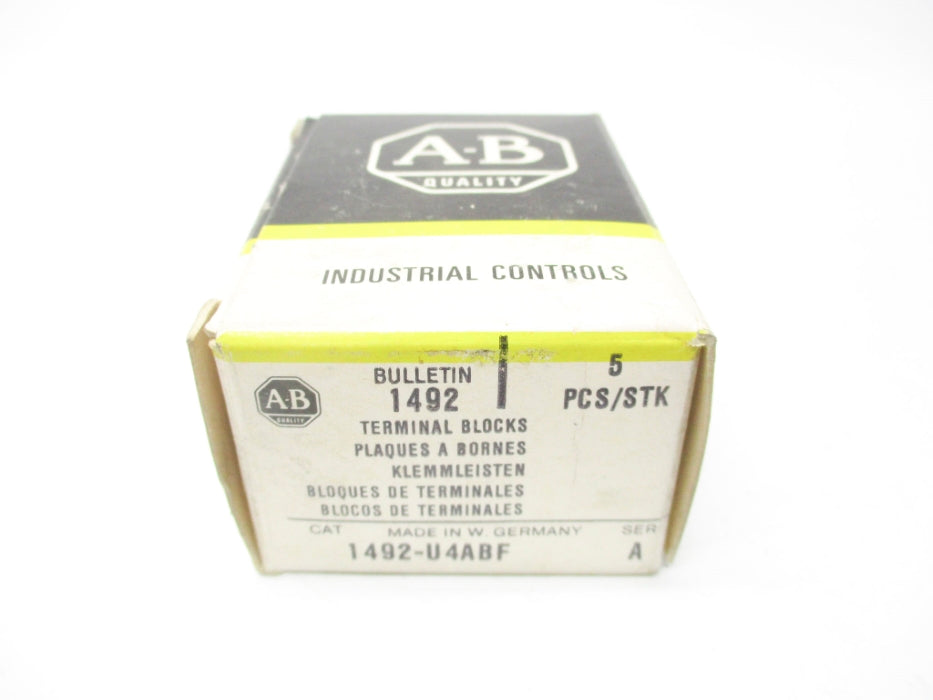 A-B
QUALITY
INDUSTRIAL CONTROLS
A-B
QUALITY
BULLETIN
1492
5
PCS/STK
TERMINAL BLOCKS
PLAQUES A BORNES
KLEMMLEISTEN
BLOQUES DE TERMINALES
BLOCOS DE TERMINALES
CAT MADE IN W. GERMANY SER
1492-U4ABF A